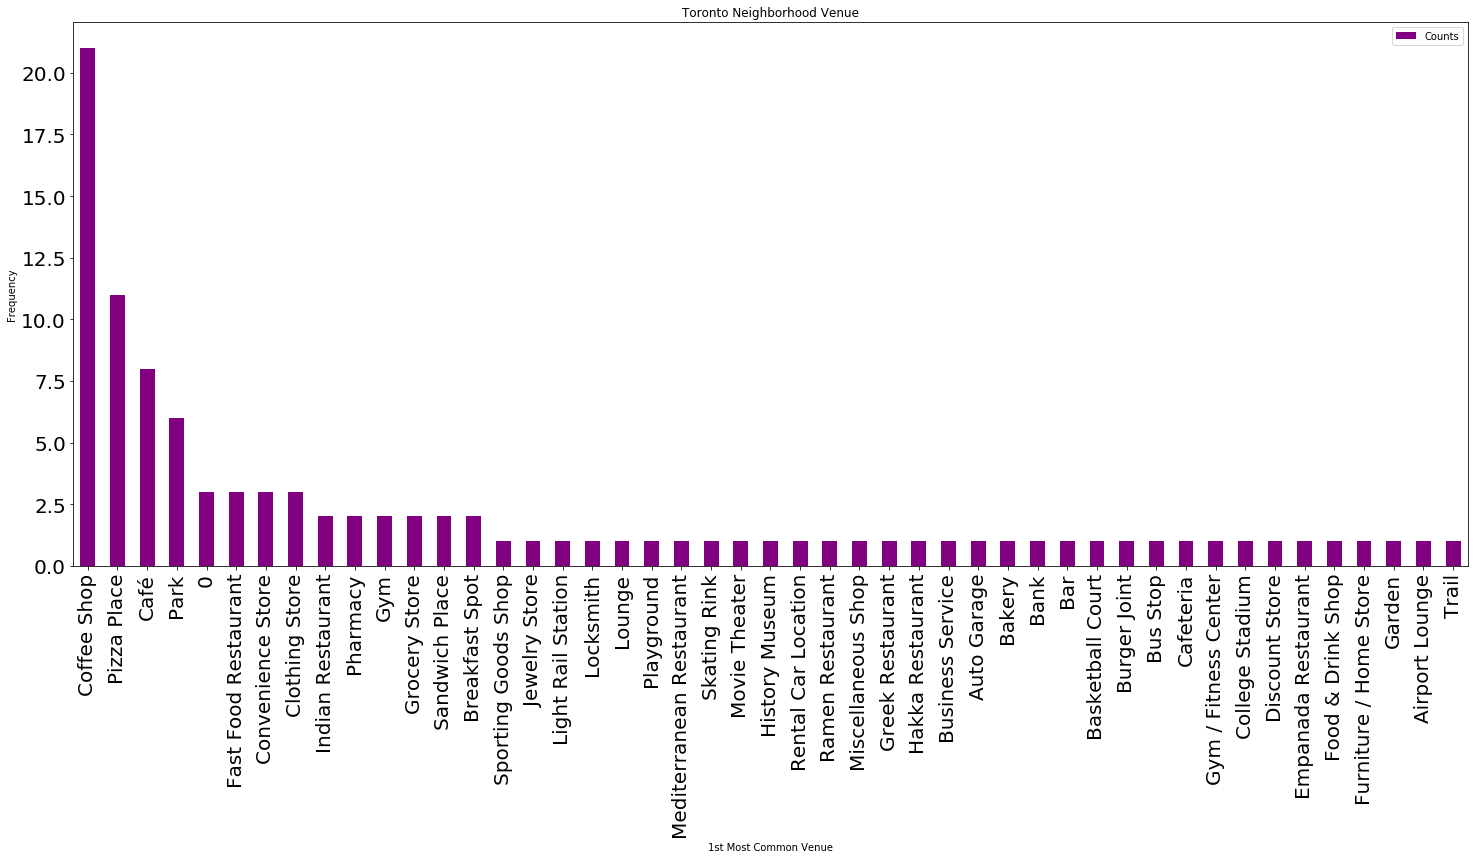 Toronto Neighborhood Venue
Counts
20.0
17.5
15.0
12.5
10.0
7.5
5.0
2.5
0.0
Frequency
Coffee Shop
Pizza Place
Café
Park
0
Fast Food Restaurant
Convenience Store
Clothing Store
Indian Restaurant
Pharmacy
Gym
Grocery Store
Sandwich Place
Breakfast Spot
Sporting Goods Shop
Jewelry Store
Light Rail Station
Locksmith
Lounge
Playground
Mediterranean Restaurant
Skating Rink
Movie Theater
History Museum
Rental Car Location
Ramen Restaurant
Miscellaneous Shop
Greek Restaurant
Hakka Restaurant
Business Service
Auto Garage
Bakery
Bank
Bar
Basketball Court
Burger Joint
Bus Stop
Cafeteria
Gym / Fitness Center
College Stadium
Discount Store
Empanada Restaurant
Food & Drink Shop
Furniture / Home Store
Garden
Airport Lounge
Trail
1st Most Common Venue